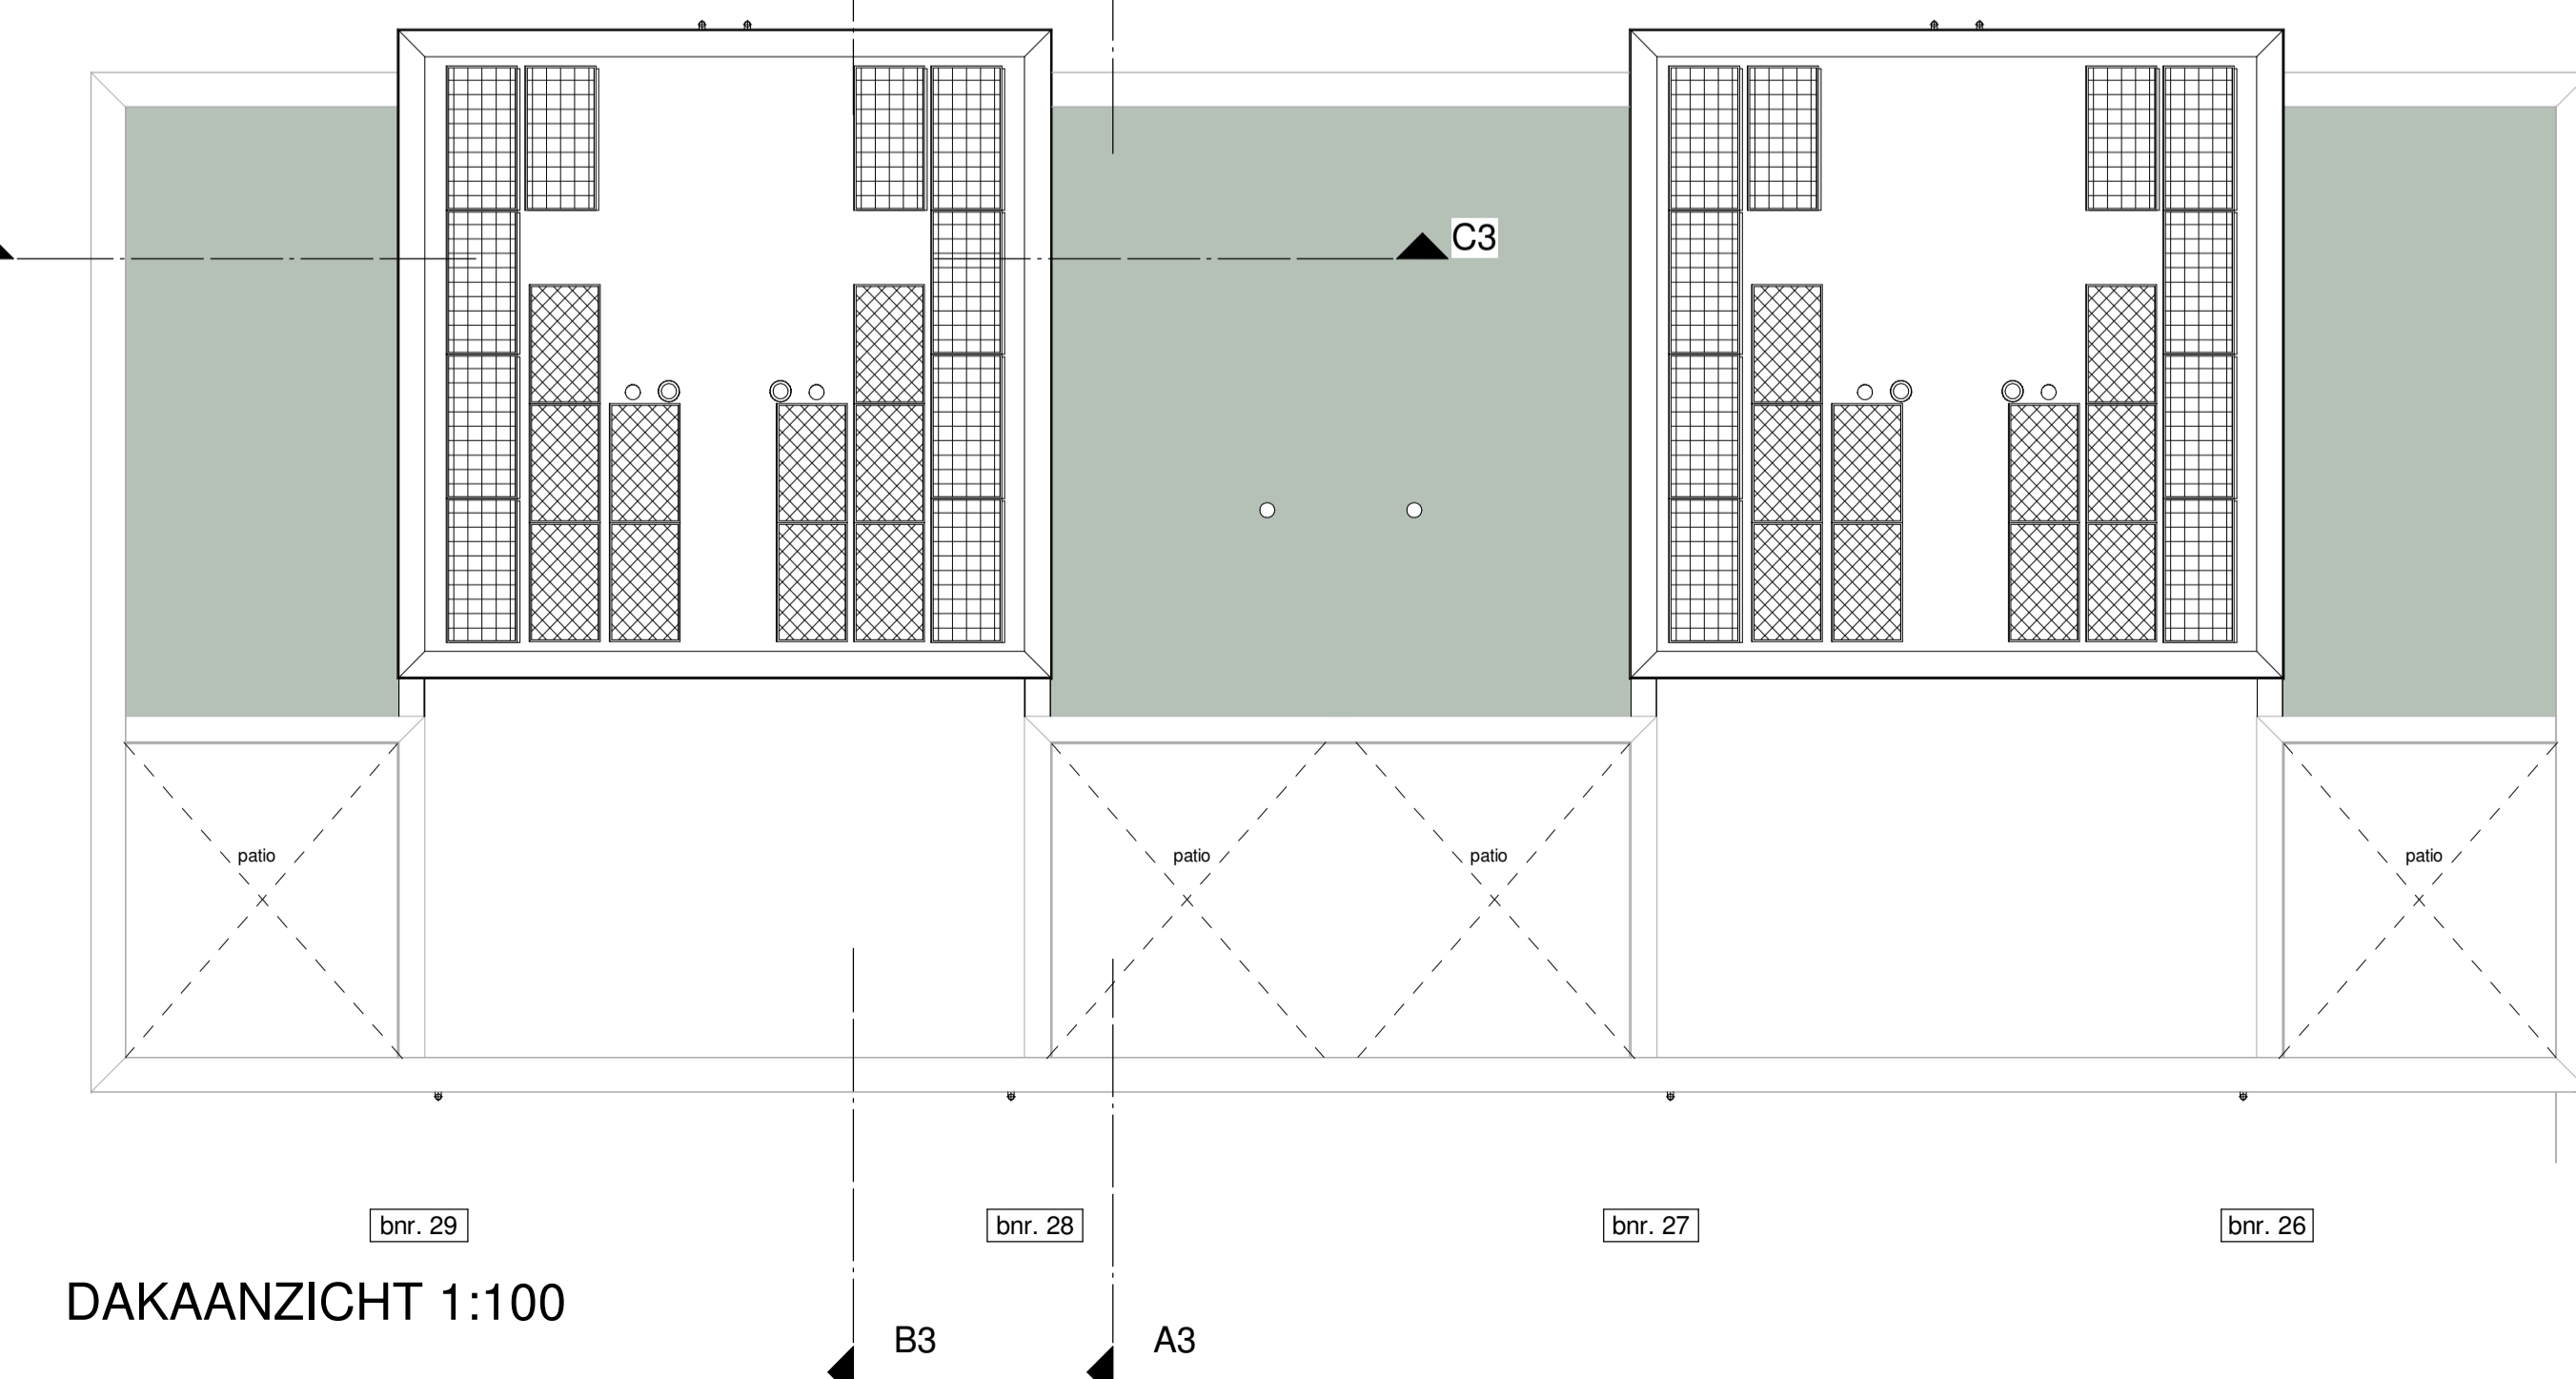 C3
patio
patio
patio
patio
bnr. 29
bnr. 28
bnr. 27
bnr. 26
DAKAANZICHT 1:100
B3
A3